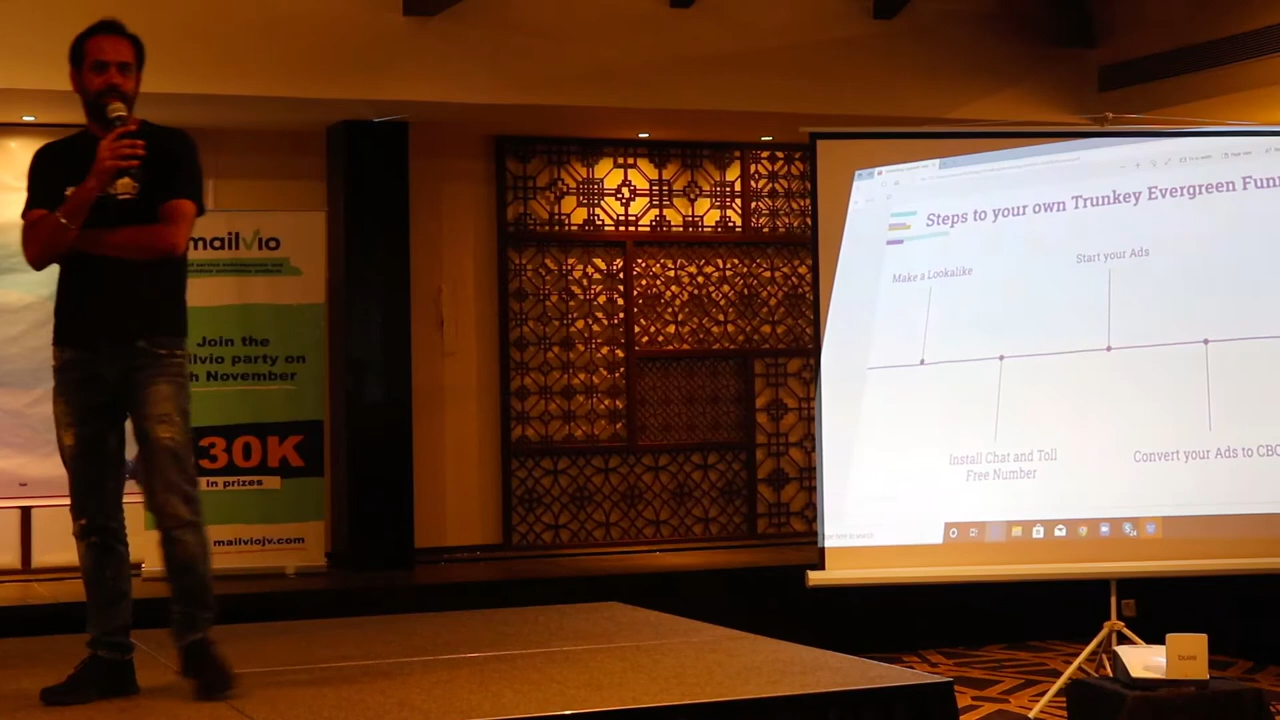 mailvio
Join the
ilvio party on
h November
30K
In prizes
mailviojv.com
Steps to your own Trunkey Evergreen Funn
Make a Lookalike
Start your Ads
Install Chat and Toll
Free Number
Convert your Ads to CBO